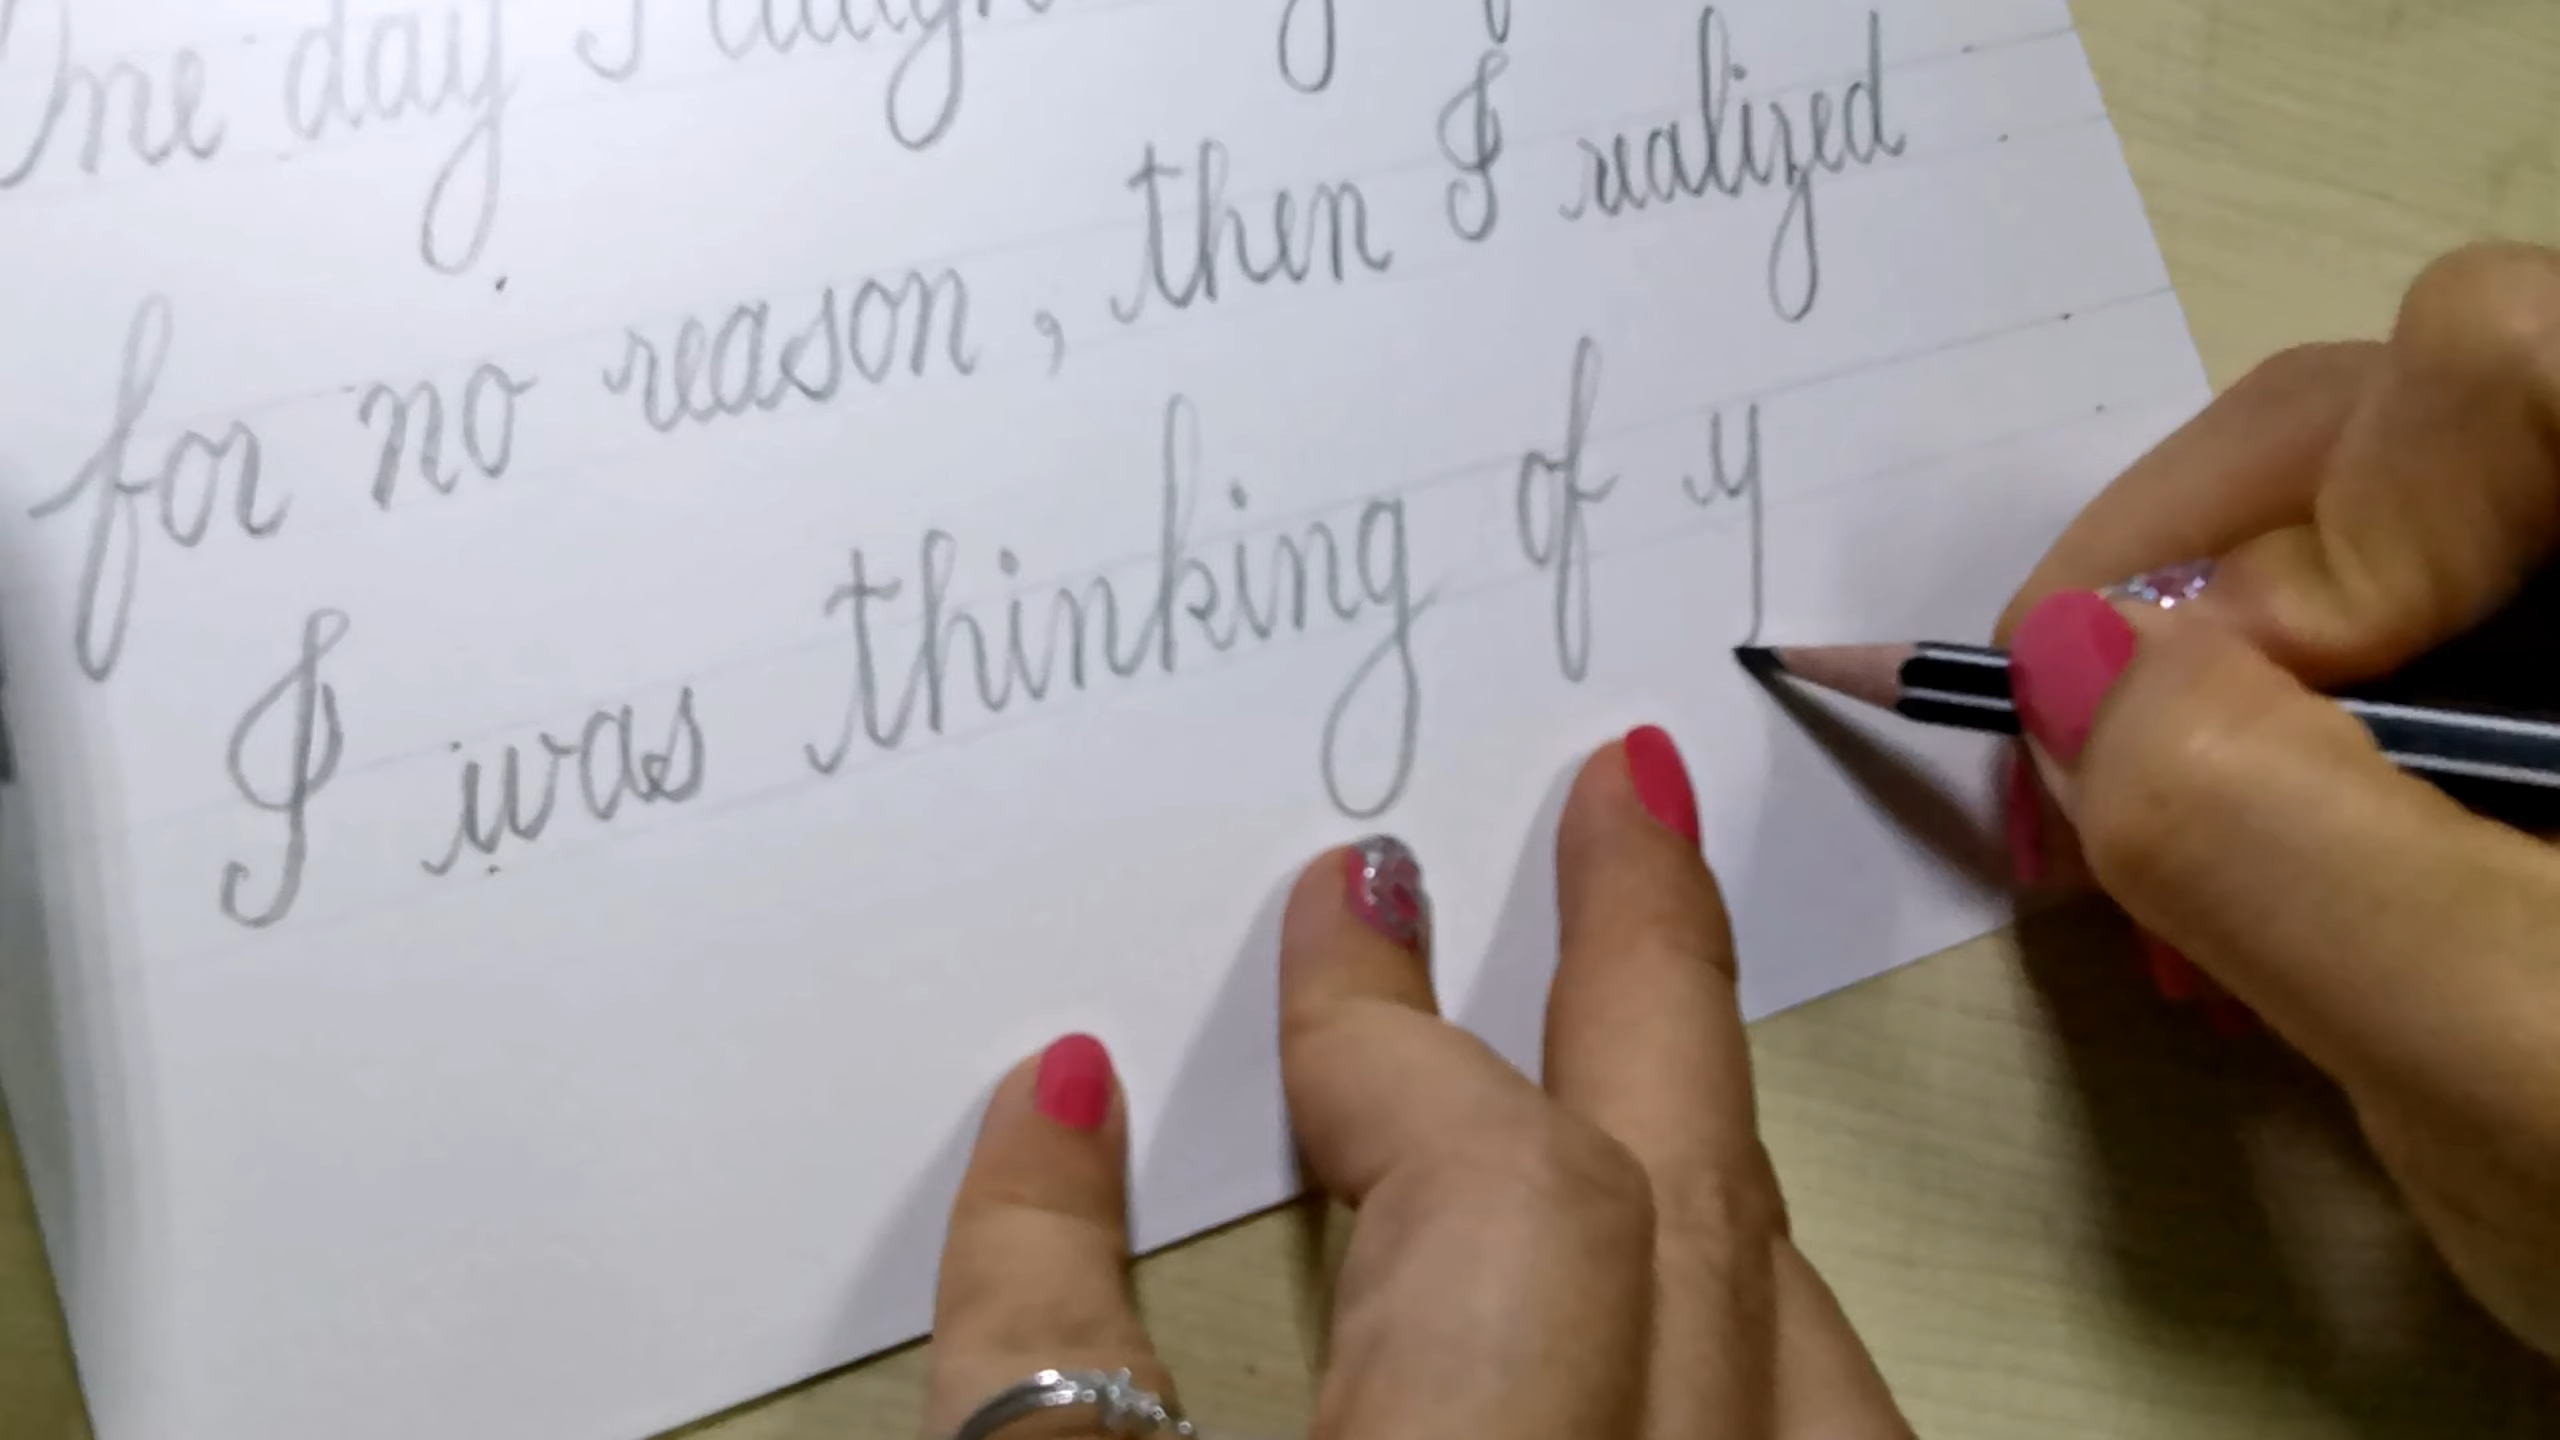 One day I
for no reason, then I realized
I was thinking of y